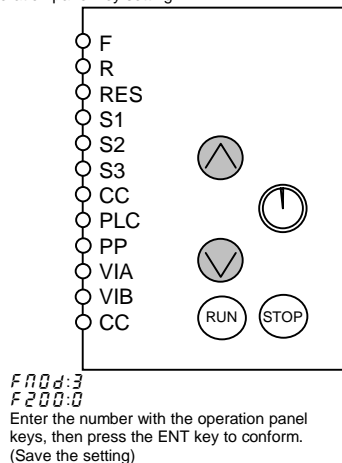 F
R
RES
S1
S2
S3
CC
PLC
PP
VIA
VIB
CC
RUN STOP
FMOd:3
F200:0
Enter the number with the operation panel
keys, then press the ENT key to conform.
(Save the setting)